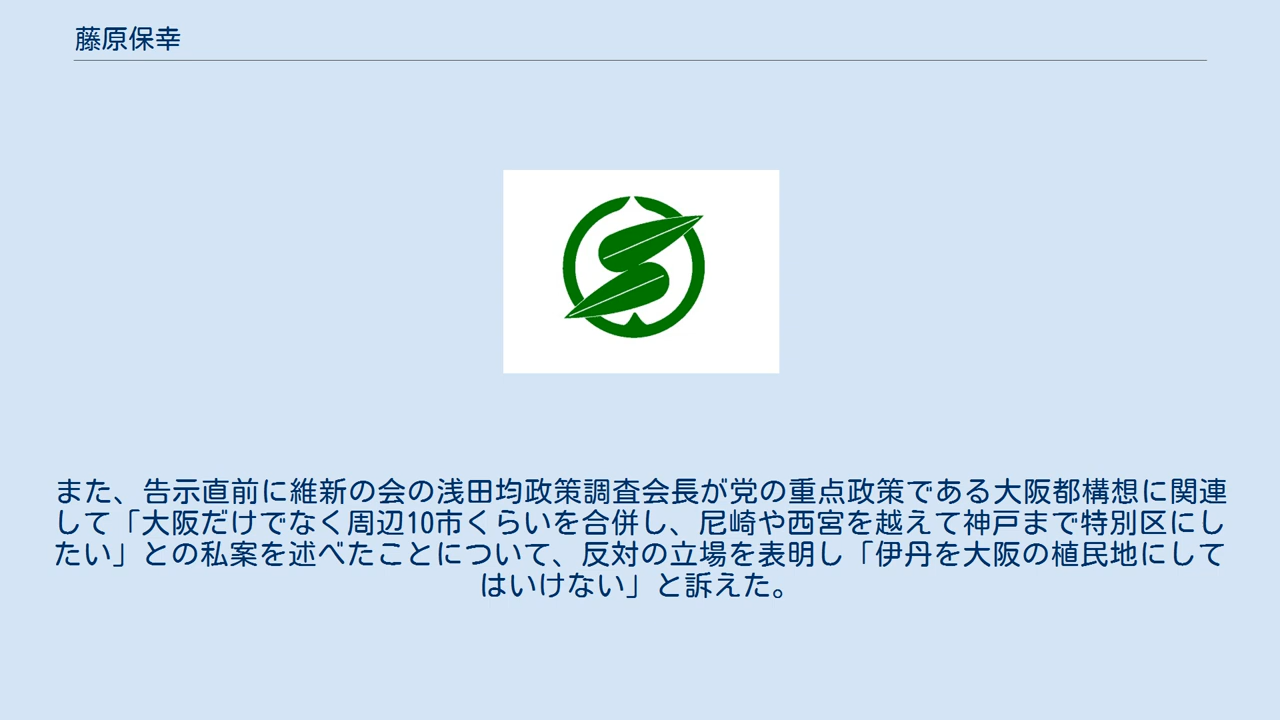 藤原保幸
また、告示直前に維新の会の浅田均政策調査会長が党の重点政策である大阪都構想に関連
して「大阪だけでなく周辺10市くらいを合併し、尼崎や西宮を越えて神戸まで特別区にし
たい」との私案を述べたことについて、反対の立場を表明し「伊丹を大阪の植民地にして
はいけない」と訴えた。